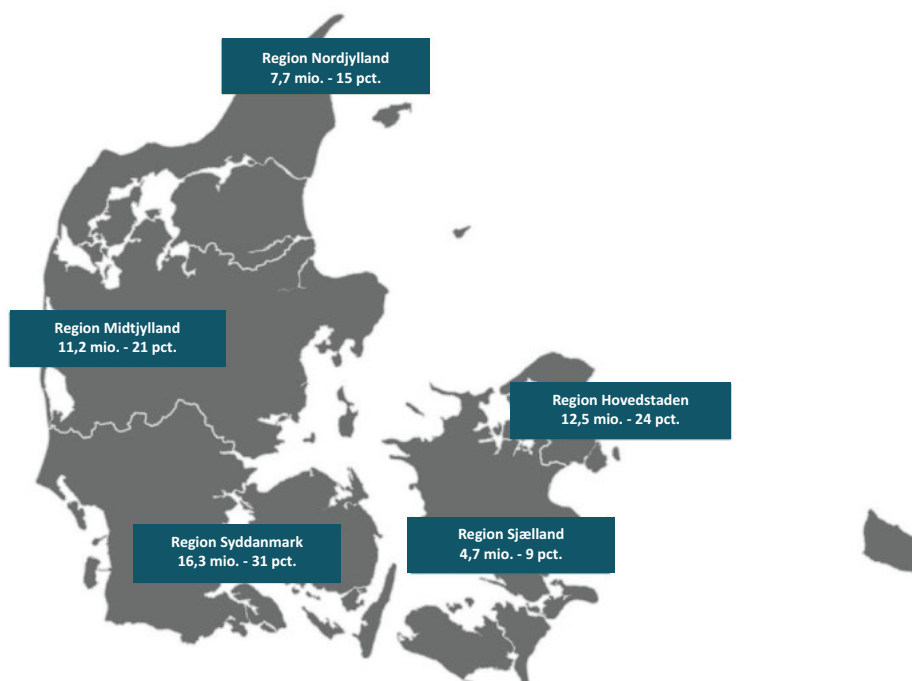 Region Nordjylland
7,7 mio. - 15 pct.
Region Midtjylland
11,2 mio. - 21 pct.
Region Hovedstaden
12,5 mio. - 24 pct.
Region Sjælland
4,7 mio. - 9 pct.
Region Syddanmark
16,3 mio. - 31 pct.